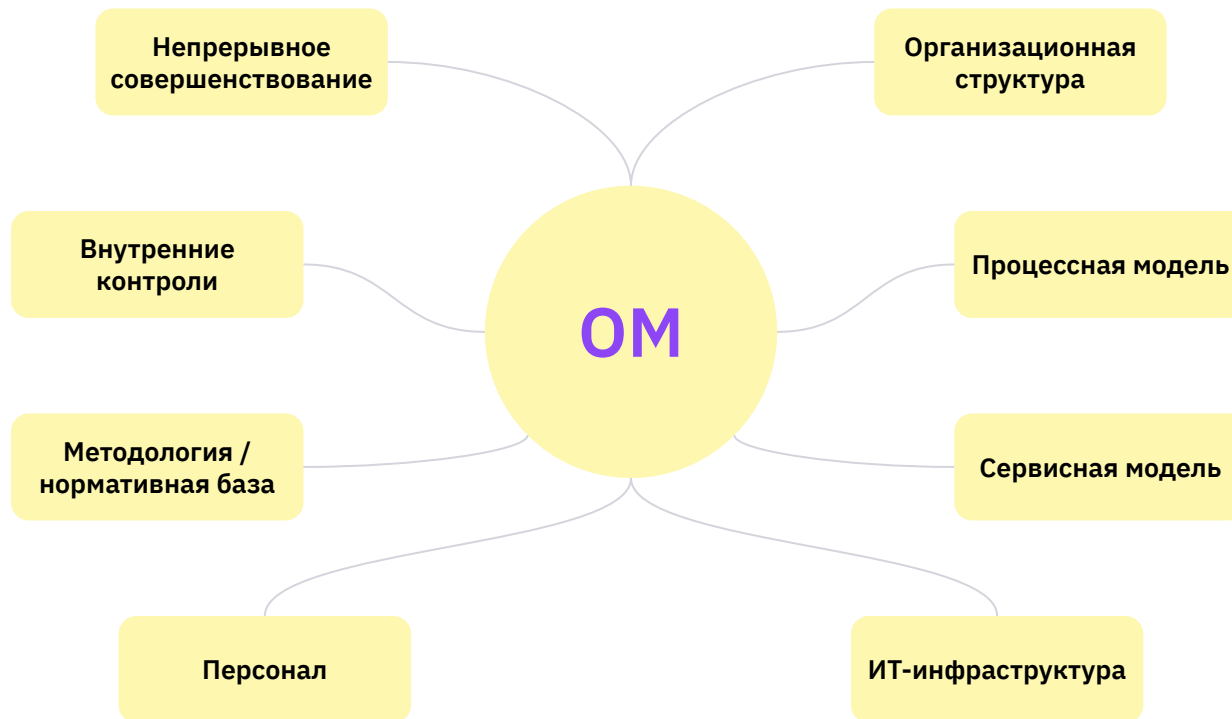 Непрерывное
совершенствование
Организационная
структура
Внутренние
контроли
ОМ
Процессная модель
Методология /
нормативная база
Сервисная модель
Персонал
ИТ-инфраструктура